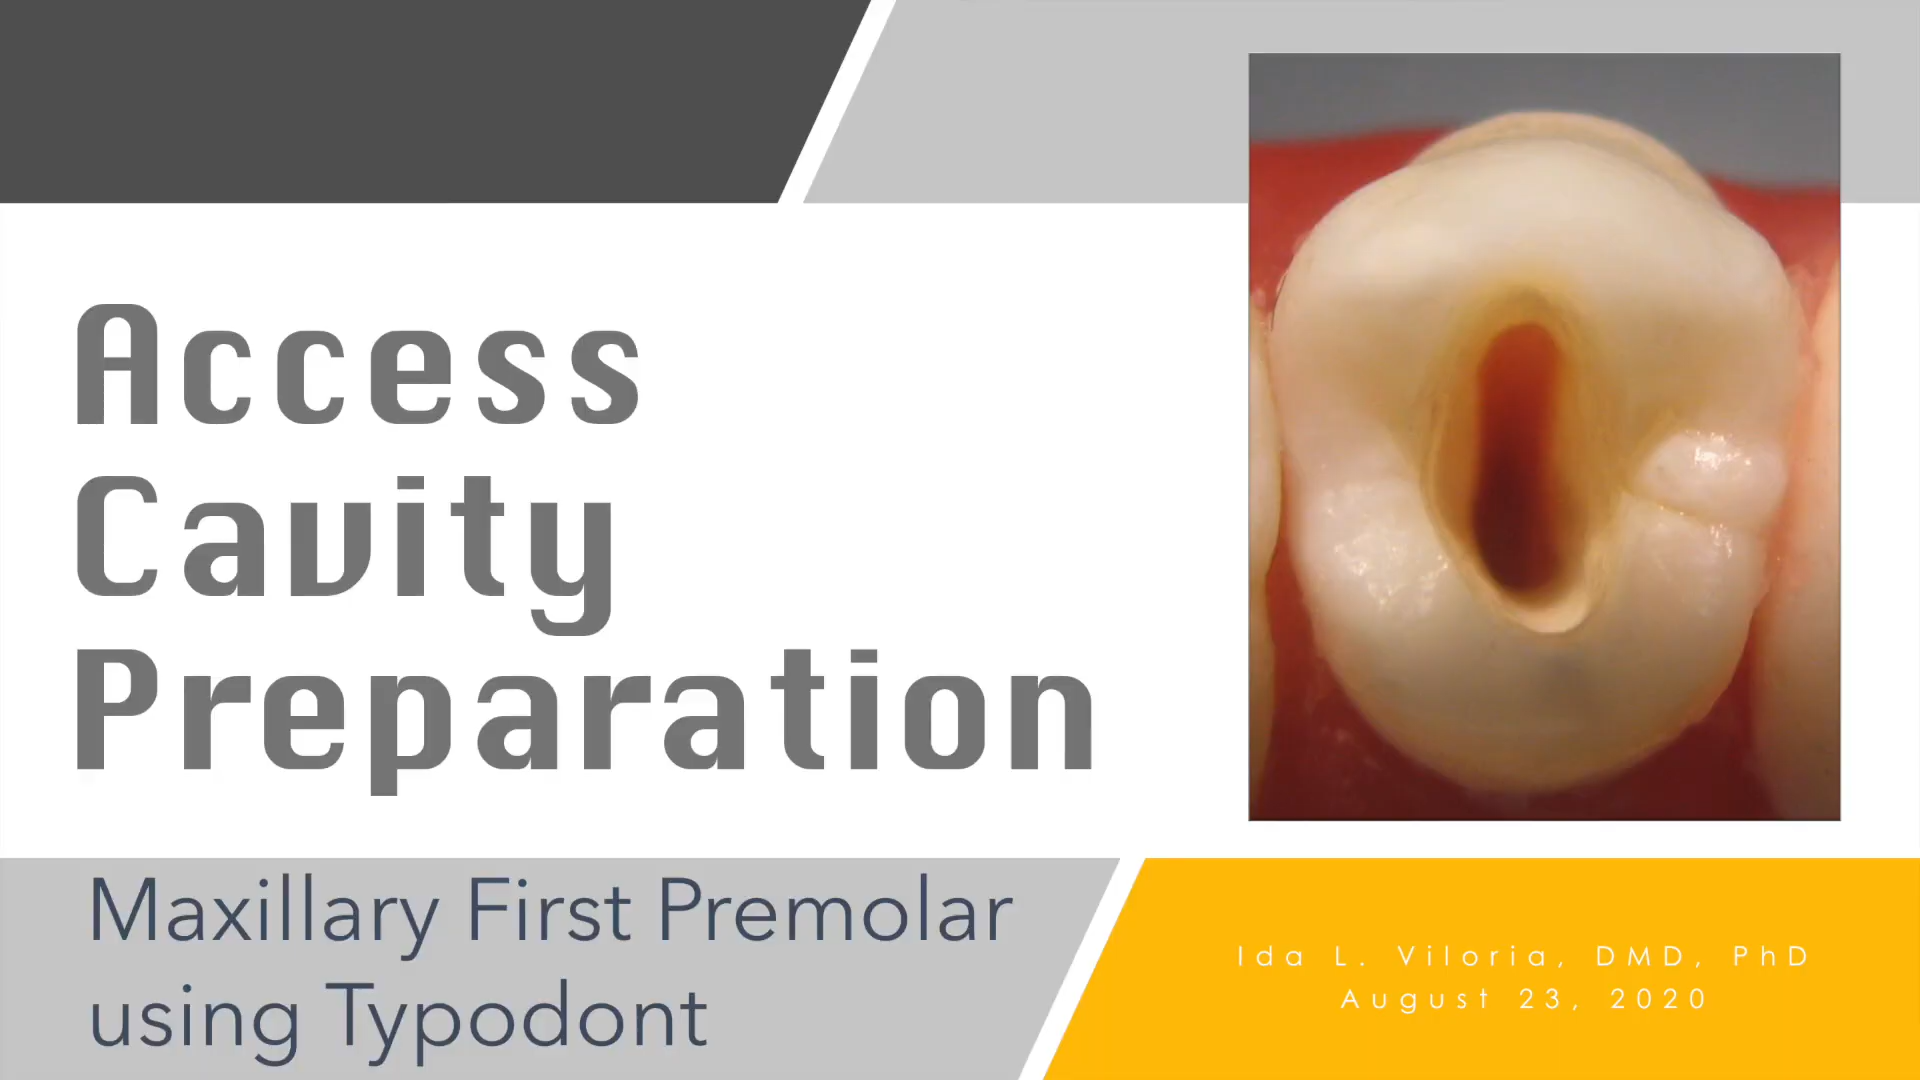 Access
Cavity
Preparation
Maxillary First Premolar
using Typodont
Ida L. Viloria, DMD, PhD
August 23, 2020